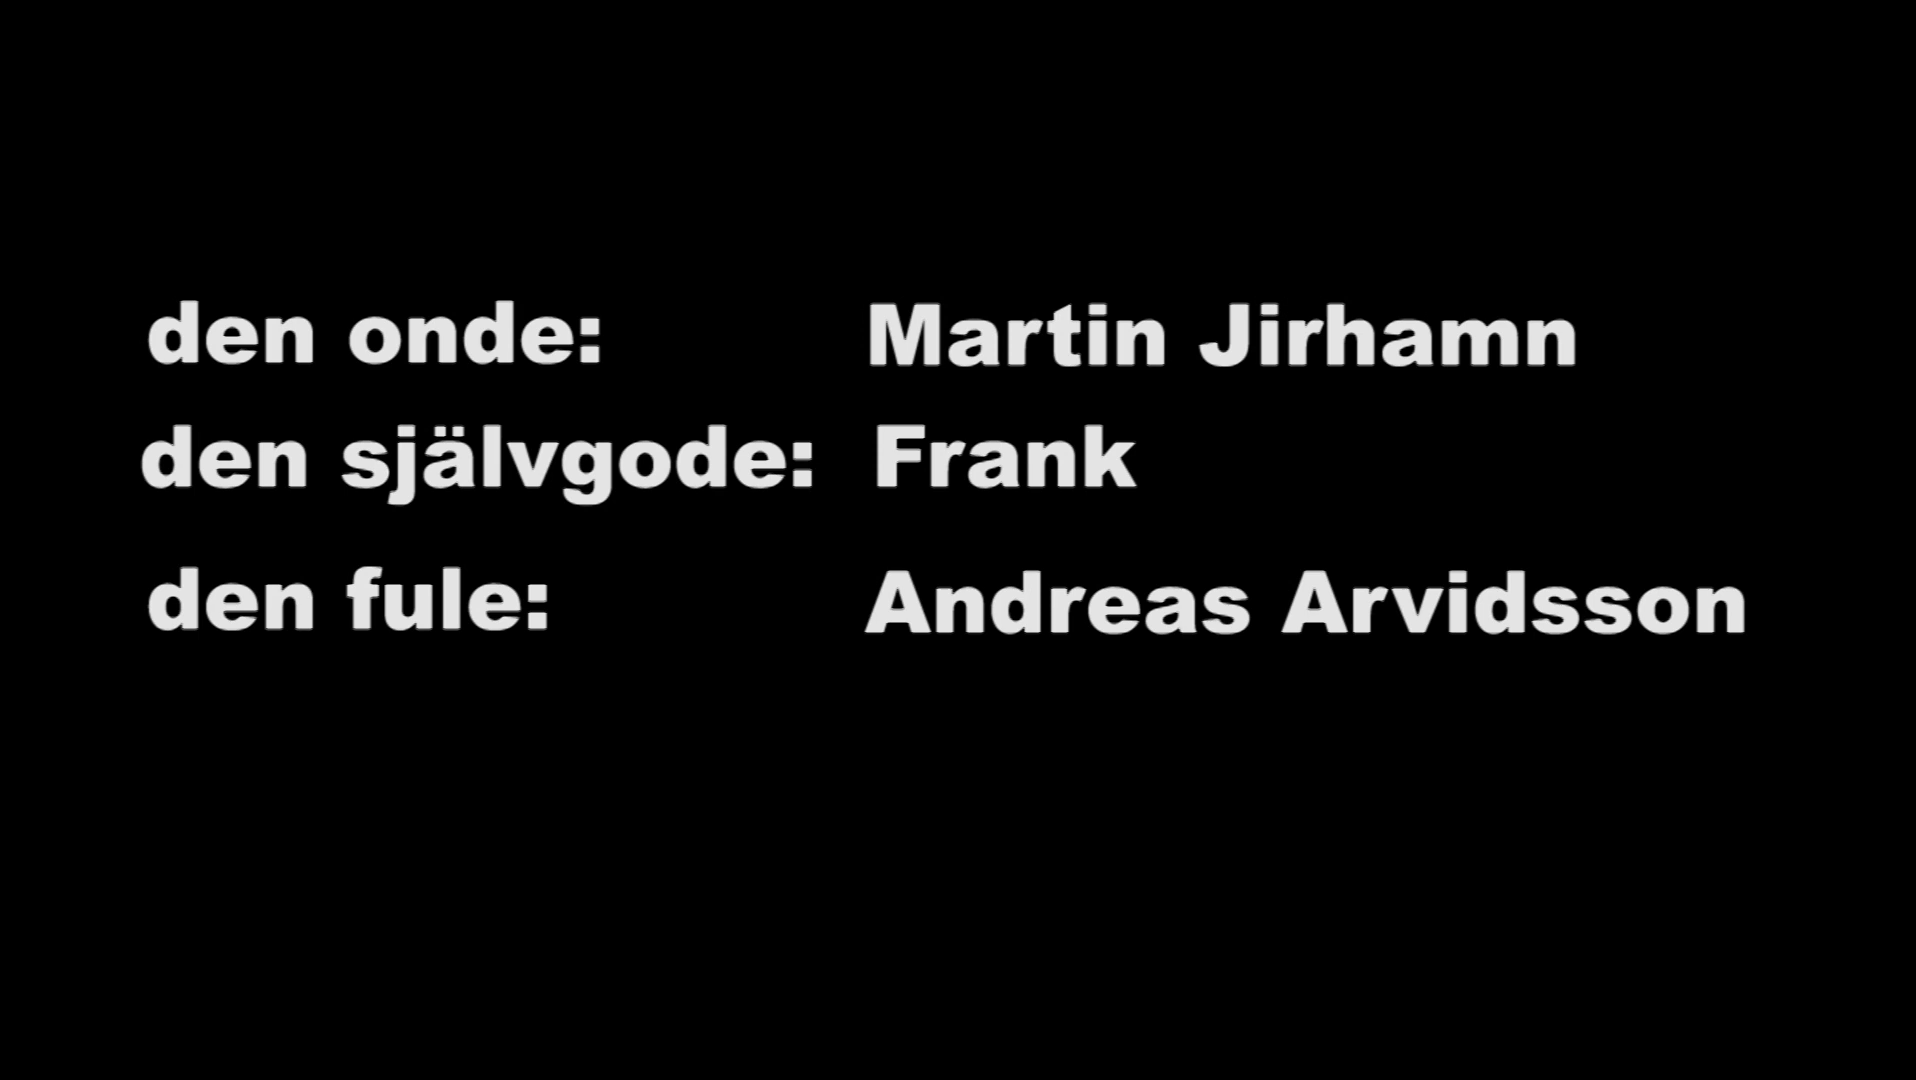 den onde: Martin Jirhamn
den självgode: Frank
den fule: Andreas Arvidsson